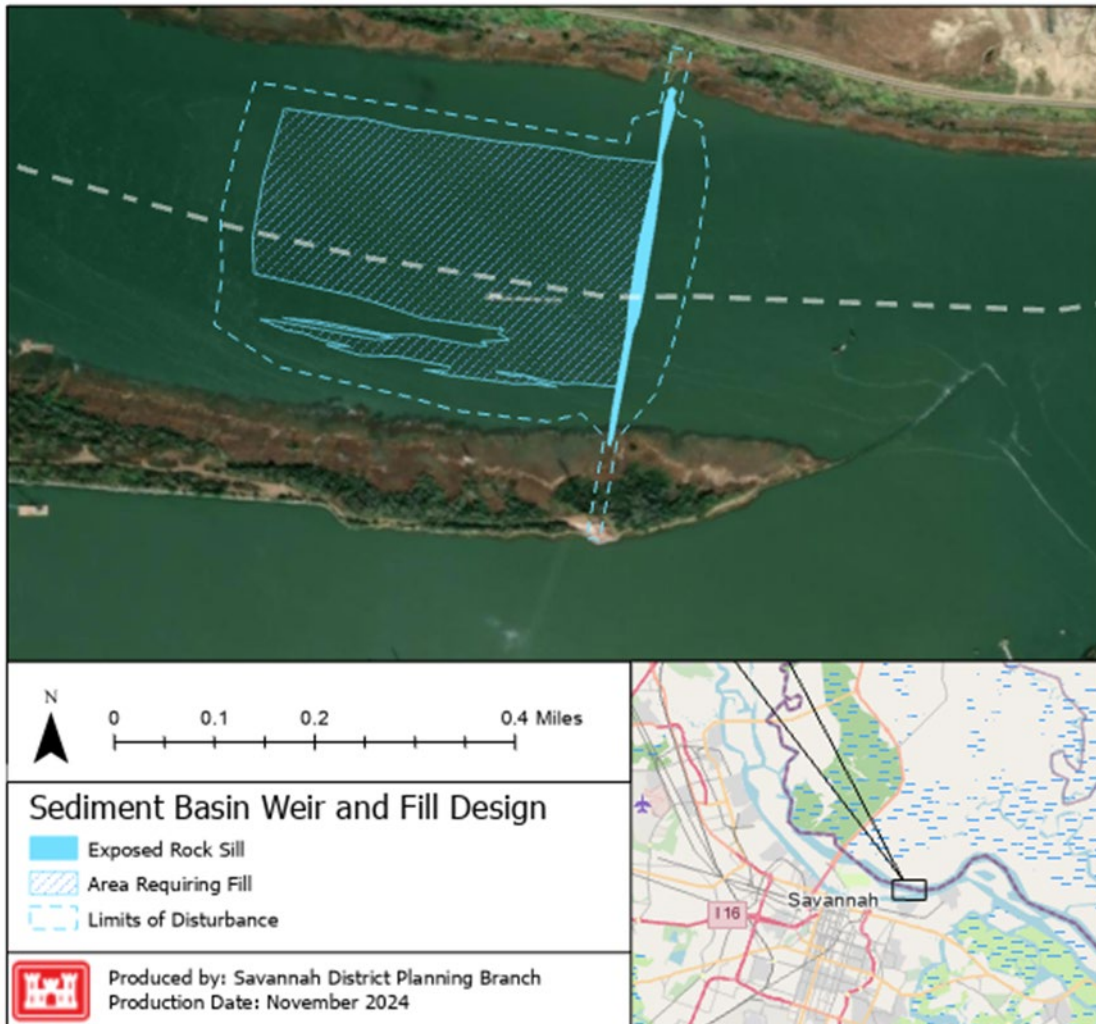 N
0 0.1 0.2 0.4 Miles
Sediment Basin Weir and Fill Design
Exposed Rock Sill
Area Requiring Fill
Limits of Disturbance
Produced by: Savannah District Planning Branch
Production Date: November 2024
Savannah
I 16